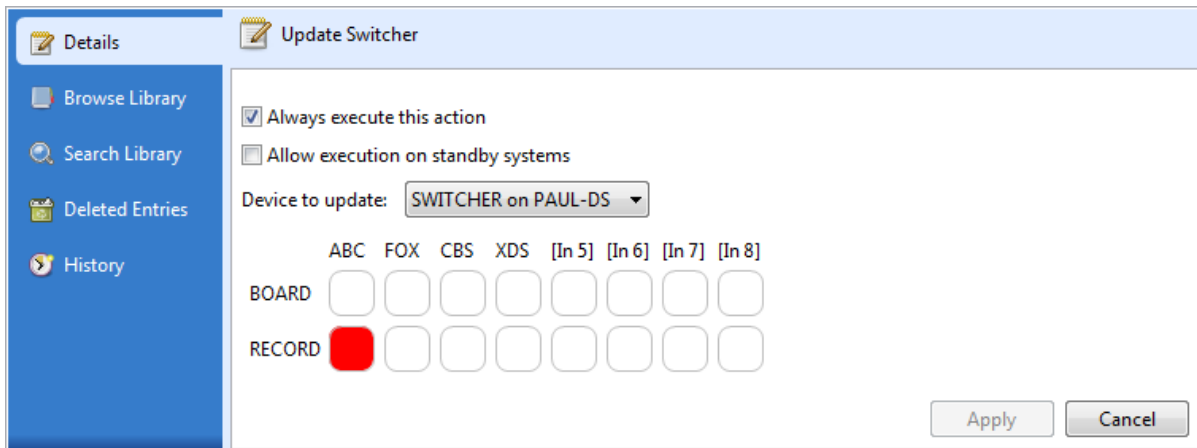 Details
Browse Library
Search Library
Deleted Entries
History
Update Switcher
Always execute this action
Allow execution on standby systems
Device to update: SWITCHER on PAUL-DS
ABC FOX CBS XDS [In 5] [In 6] [In 7] [In 8]
BOARD
RECORD
Apply Cancel